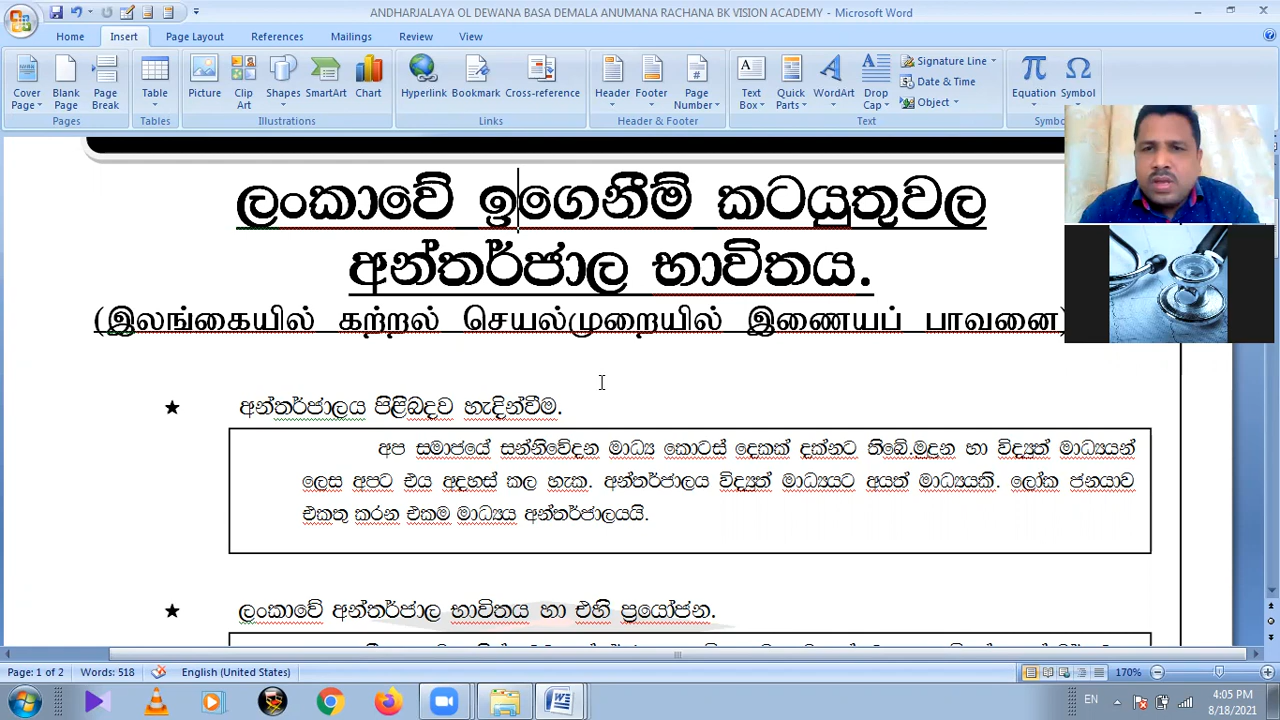 ANDHARJALAYA OL DEWANA BASA DEMALA ANUMANA RACHANA IK VISION ACADEMY - Microsoft Word
Home Insert Page Layout References Mailings Review View
Cover Page Blank Page Page Break Table Picture Clip Art Shapes SmartArt Chart Hyperlink Bookmark Cross-reference Header Footer Page Number Text Box Quick Parts WordArt Drop Cap Signature Line Date & Time Object Equation Symbol
Pages Tables Illustrations Links Header & Footer Text
ලංකාවේ ඉගෙනීම් කටයුතුවල
අන්තර්ජාල භාවිතය.
(இலங்கையில் கற்றல் செயல்முறையில் இணையப் பாவனை)
★ අන්තර්ජාලය පිළිබදව හැදින්වීම.
අප සමාජයේ සන්නිවේදන මාධ්‍ය කොටස් දෙකක් දක්නට තිබේ.මුදුන හා විද්‍යුත් මාධ්‍යයන්
ලෙස අපට එය අදහස් කල හැක. අන්තර්ජාලය විද්‍යුත් මාධ්‍යයට අයත් මාධ්‍යයකි. ලෝක ජනයාව
එකතු කරන එකම මාධ්‍යය අන්තර්ජාලයයි.
★ ලංකාවේ අන්තර්ජාල භාවිතය හා එහි ප්‍රයෝජන.
Page: 1 of 2 Words: 518 English (United States) 170%
EN 4:05 PM
8/18/2021